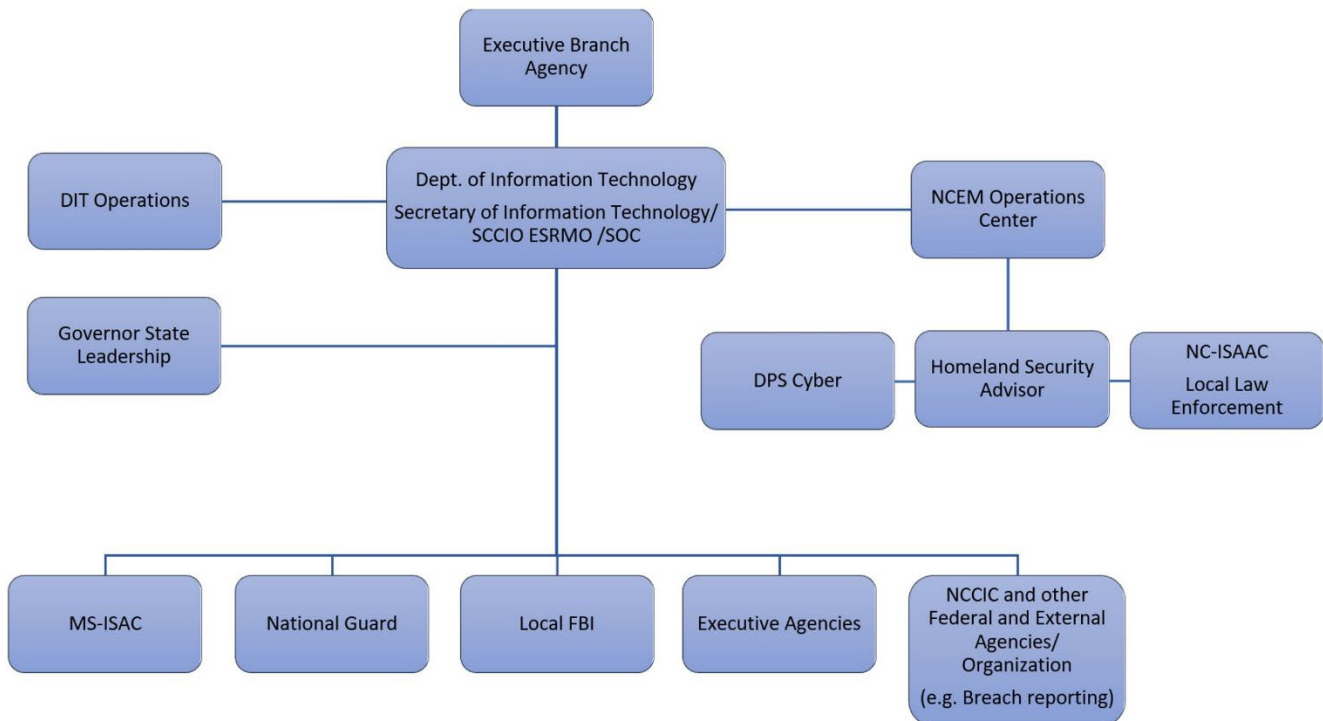 Executive Branch
Agency
DIT Operations
Dept. of Information Technology
Secretary of Information Technology/
SCCIO ESRMO /SOC
NCEM Operations
Center
Governor State
Leadership
DPS Cyber
Homeland Security
Advisor
NC-ISAAC
Local Law
Enforcement
MS-ISAC
National Guard
Local FBI
Executive Agencies
NCCIC and other
Federal and External
Agencies/
Organization
(e.g. Breach reporting)